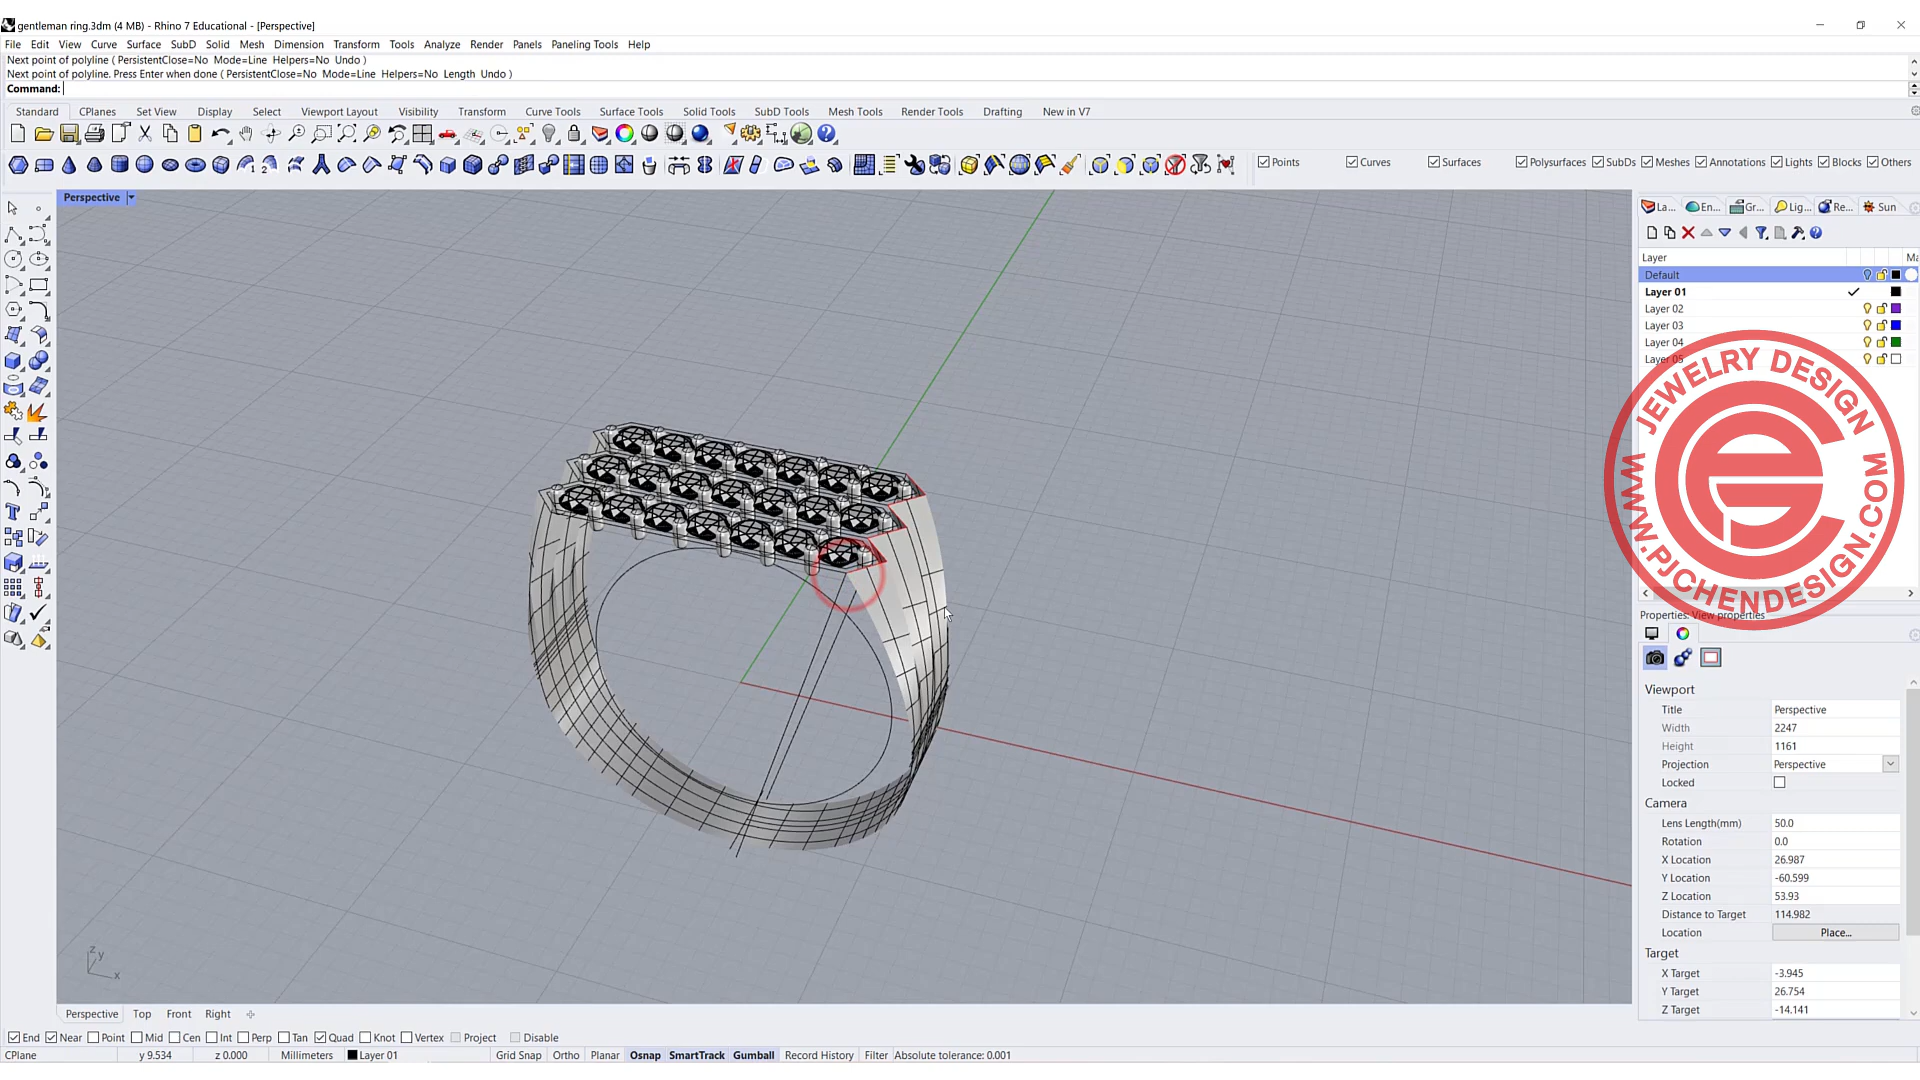 gentleman ring.3dm (4 MB) - Rhino 7 Educational - [Perspective]
File Edit View Curve Surface SubD Solid Mesh Dimension Transform Tools Analyze Render Panels Paneling Tools Help
Next point of polyline ( PersistentClose=No Mode=Line Helpers=No Undo )
Next point of polyline. Press Enter when done ( PersistentClose=No Mode=Line Helpers=No Length Undo )
Command:
Standard CPlanes Set View Display Select Viewport Layout Visibility Transform Curve Tools Surface Tools Solid Tools SubD Tools Mesh Tools Render Tools Drafting New in V7
Points Curves Surfaces Polysurfaces SubDs Meshes Annotations Lights Blocks Others
Perspective
La... En... Gr... Lig... Re... Sun
Layer Ma
Default
Layer 01
Layer 02
Layer 03
Layer 04
Layer 05
JEWELRY DESIGN
WWW.PJCHENDESIGN.COM
Properties: View properties
Viewport
Title Perspective
Width 2247
Height 1161
Projection Perspective
Locked
Camera
Lens Length(mm) 50.0
Rotation 0.0
X Location 26.987
Y Location -60.599
Z Location 53.93
Distance to Target 114.982
Location Place...
Target
X Target -3.945
Y Target 26.754
Z Target -14.141
z y x
Perspective Top Front Right
End Near Point Mid Cen Int Perp Tan Quad Knot Vertex Project Disable
CPlane y 9.534 z 0.000 Millimeters Layer 01 Grid Snap Ortho Planar Osnap SmartTrack Gumball Record History Filter Absolute tolerance: 0.001